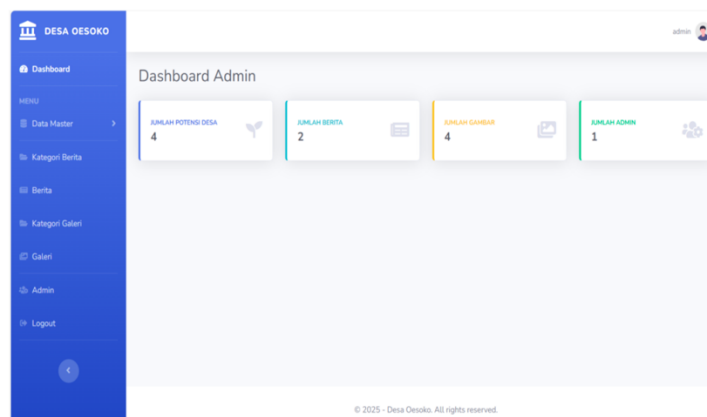 DESA OESOKO
admin
Dashboard
MENU
Data Master
Kategori Berita
Berita
Kategori Galeri
Galeri
Admin
Logout
Dashboard Admin
JUMLAH POTENSI DESA
4
JUMLAH BERITA
2
JUMLAH GAMBAR
4
JUMLAH ADMIN
1
© 2025 - Desa Oesoko. All rights reserved.